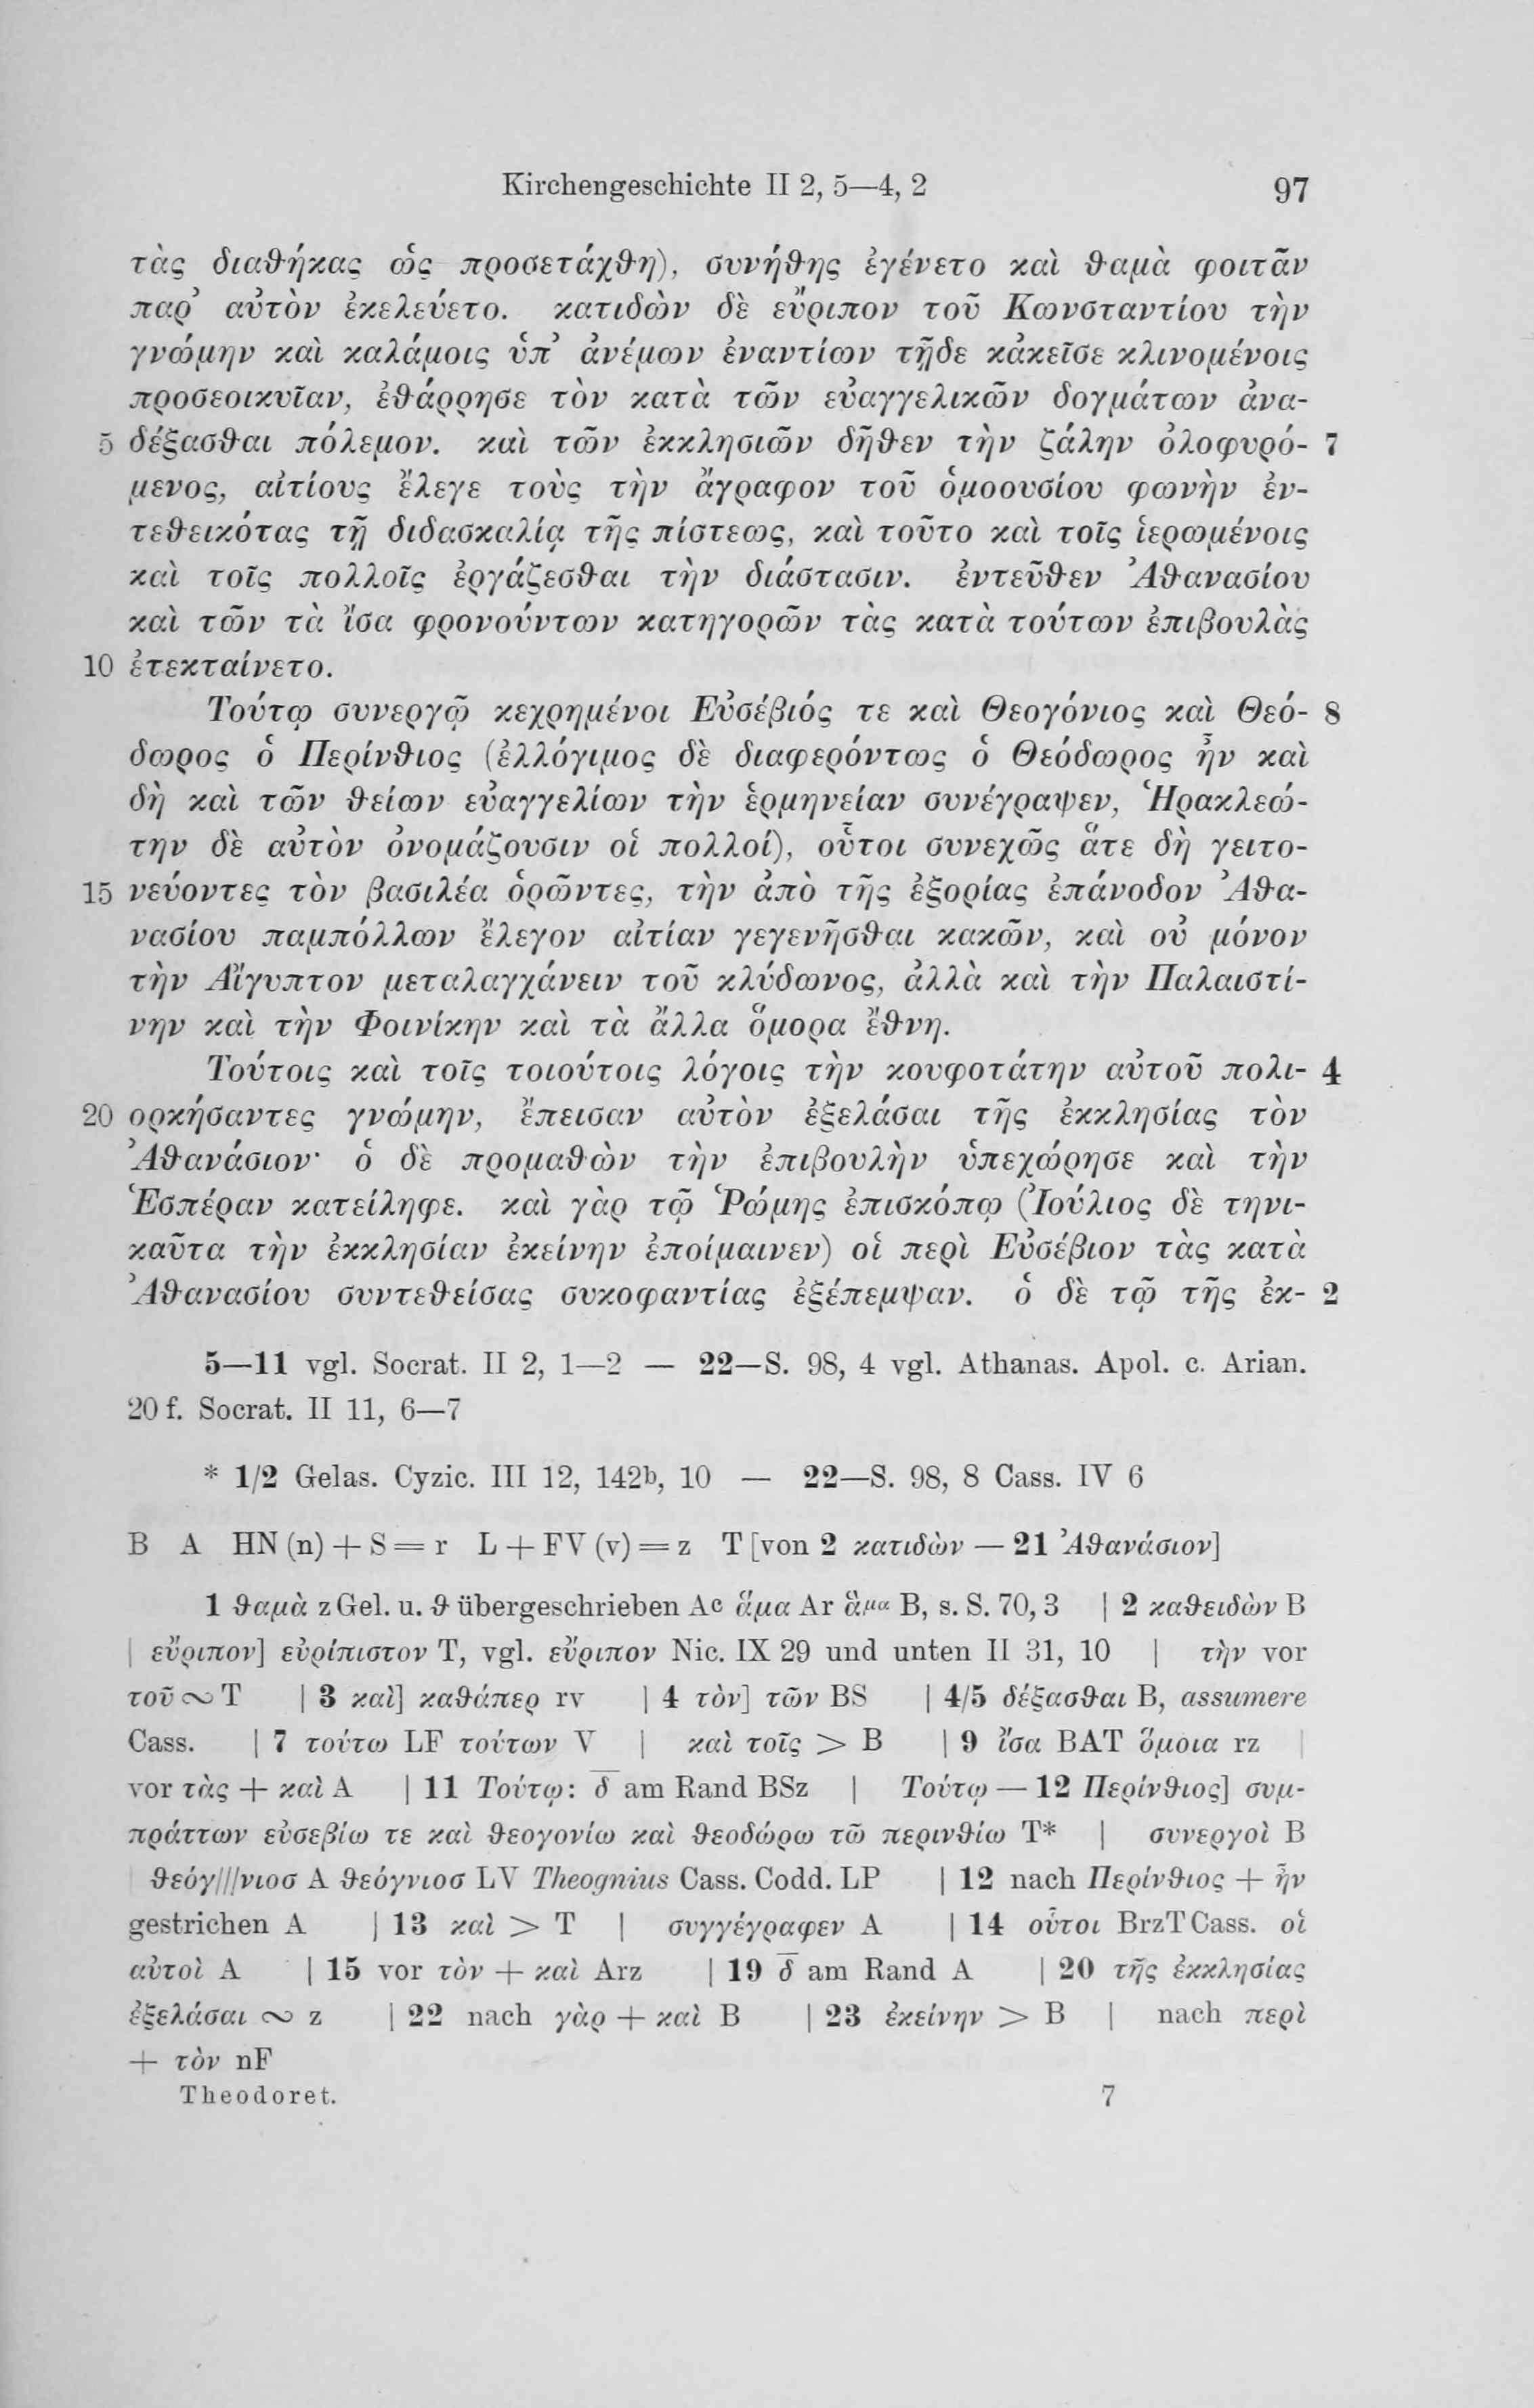 Kirchengeschichte II 2, 5—4, 2 97
τὰς διαθήκας ὡς προσετάχθη), συνήθης ἐγένετο καὶ θαμὰ φοιτᾶν
παρ᾽ αὐτὸν ἐκελεύετο. κατιδὼν δὲ εὔριπον τοῦ Κωνσταντίου τὴν
γνώμην καὶ καλάμοις ὑπ᾽ ἀνέμων ἐναντίων τῇδε κἀκεῖσε κλινομένοις
προσεοικυῖαν, ἐθάρρησε τὸν κατὰ τῶν εὐαγγελικῶν δογμάτων ἀνα-
5 δέξασθαι πόλεμον. καὶ τῶν ἐκκλησιῶν δῆθεν τὴν ζάλην ὀλοφυρό- 7
μενος, αἰτίους ἔλεγε τοὺς τὴν ἄγραφον τοῦ ὁμοουσίου φωνὴν ἐν-
τεθεικότας τῇ διδασκαλίᾳ τῆς πίστεως, καὶ τοῦτο καὶ τοῖς ἱερωμένοις
καὶ τοῖς πολλοῖς ἐργάζεσθαι τὴν διάστασιν. ἐντεῦθεν Ἀθανασίου
καὶ τῶν τὰ ἴσα φρονούντων κατηγορῶν τὰς κατὰ τούτων ἐπιβουλὰς
10 ἐτεκταίνετο.
Τούτῳ συνεργῷ κεχρημένοι Εὐσέβιός τε καὶ Θεογόνιος καὶ Θεό- 8
δωρος ὁ Περίνθιος (ἐλλόγιμος δὲ διαφερόντως ὁ Θεόδωρος ἦν καὶ
δὴ καὶ τῶν θείων εὐαγγελίων τὴν ἑρμηνείαν συνέγραψεν, Ἡρακλεώ-
την δὲ αὐτὸν ὀνομάζουσιν οἱ πολλοί), οὗτοι συνεχῶς ἅτε δὴ γειτο-
15 νεύοντες τὸν βασιλέα ὁρῶντες, τὴν ἀπὸ τῆς ἐξορίας ἐπάνοδον Ἀθα-
νασίου παμπόλλων ἔλεγον αἰτίαν γεγενῆσθαι κακῶν, καὶ οὐ μόνον
τὴν Αἴγυπτον μεταλαγχάνειν τοῦ κλύδωνος, ἀλλὰ καὶ τὴν Παλαιστί-
νην καὶ τὴν Φοινίκην καὶ τὰ ἄλλα ὅμορα ἔθνη.
Τούτοις καὶ τοῖς τοιούτοις λόγοις τὴν κουφοτάτην αὐτοῦ πολι- 4
20 ορκήσαντες γνώμην, ἔπεισαν αὐτὸν ἐξελάσαι τῆς ἐκκλησίας τὸν
Ἀθανάσιον· ὁ δὲ προμαθὼν τὴν ἐπιβουλὴν ὑπεχώρησε καὶ τὴν
Ἑσπέραν κατείληφε. καὶ γὰρ τῷ Ῥώμης ἐπισκόπῳ (Ἰούλιος δὲ τηνι-
καῦτα τὴν ἐκκλησίαν ἐκείνην ἐποίμαινεν) οἱ περὶ Εὐσέβιον τὰς κατὰ
Ἀθανασίου συντεθείσας συκοφαντίας ἐξέπεμψαν. ὁ δὲ τῷ τῆς ἐκ- 2
5—11 vgl. Socrat. II 2, 1—2 — 22—S. 98, 4 vgl. Athanas. Apol. c. Arian.
20 f. Socrat. II 11, 6—7
* 1/2 Gelas. Cyzic. III 12, 142b, 10 — 22—S. 98, 8 Cass. IV 6
B A HN (n) + S = r L + FV (v) = z T [von 2 κατιδὼν — 21 Ἀθανάσιον]
1 θαμὰ z Gel. u. θ übergeschrieben Ac ἅμα Ar ἅμα B, s. S. 70, 3 | 2 καθειδὼν B
| εὔριπον] εὐρίπιστον T, vgl. εὔριπον Nic. IX 29 und unten II 31, 10 | τὴν vor
τοῦ ∾ T | 3 καὶ] καθάπερ rv | 4 τὸν] τῶν BS | 4/5 δέξασθαι B, assumere
Cass. | 7 τούτω LF τούτων V | καὶ τοῖς > B | 9 ἴσα BAT ὅμοια rz |
vor τὰς + καὶ A | 11 Τούτῳ: δ̅ am Rand BSz | Τούτῳ — 12 Περίνθιος] συμ-
πράττων εὐσεβίω τε καὶ θεογονίω καὶ θεοδώρω τῶ περινθίω T* | συνεργοὶ B
| θεόγ///νιοσ A θεόγνιοσ LV Theognius Cass. Codd. LP | 12 nach Περίνθιος + ἦν
gestrichen A | 13 καὶ > T | συγγέγραφεν A | 14 οὗτοι BrzT Cass. οἱ
αὐτοὶ A | 15 vor τὸν + καὶ Arz | 19 δ̅ am Rand A | 20 τῆς ἐκκλησίας
ἐξελάσαι ∾ z | 22 nach γὰρ + καὶ B | 23 ἐκείνην > B | nach περὶ
+ τὸν nF
Theodoret. 7